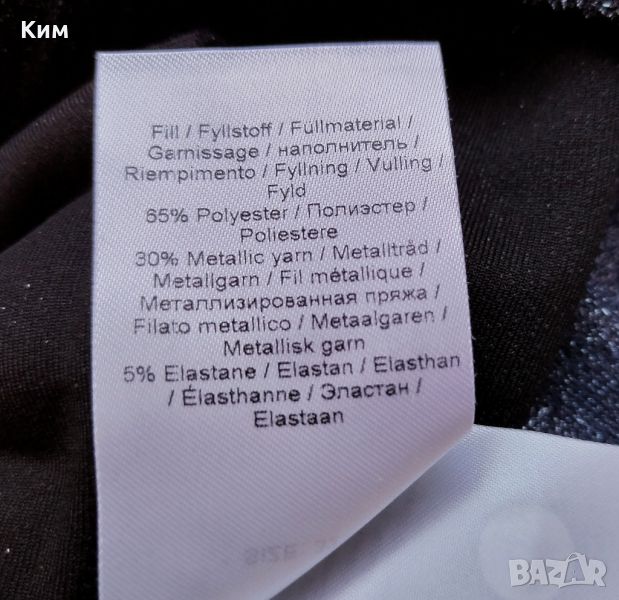 Ким
Fill / Fyllstoff / Füllmaterial /
Garnissage / наполнитель /
Riempimento / Fyllning / Vulling /
Fyld
65% Polyester / Полиэстер /
Poliestere
30% Metallic yarn / Metalltråd /
Metallgarn / Fil métallique /
Металлизированная пряжа /
Filato metallico / Metaalgaren /
Metallisk garn
5% Elastane / Elastan / Elasthan
/ Élasthanne / Эластан /
Elastaan
BAZAR